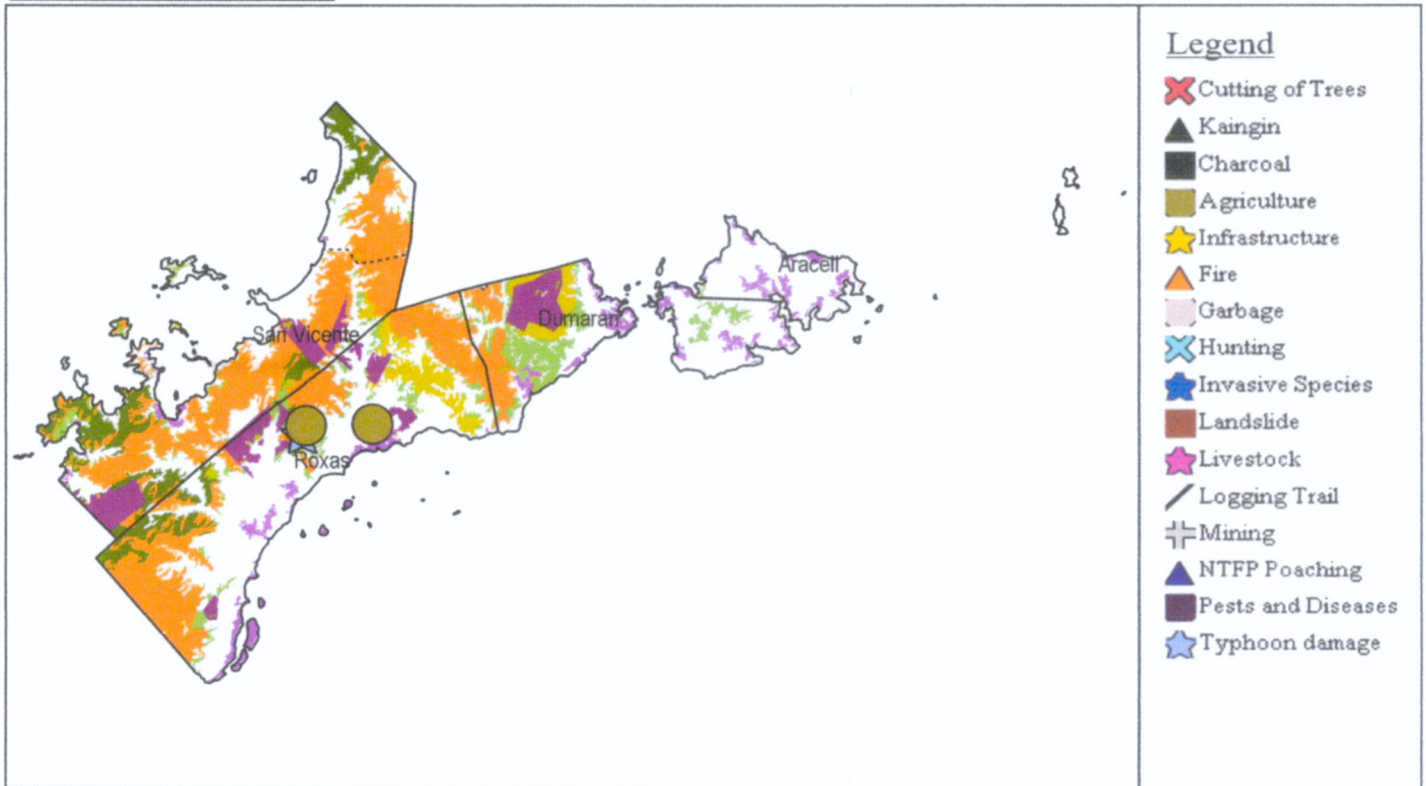 Legend
Cutting of Trees
Kaingin
Charcoal
Agriculture
Infrastructure
Fire
Garbage
Hunting
Invasive Species
Landslide
Livestock
Logging Trail
Mining
NTFP Poaching
Pests and Diseases
Typhoon damage
Araceli
Dumaran
San Vicente
Roxas